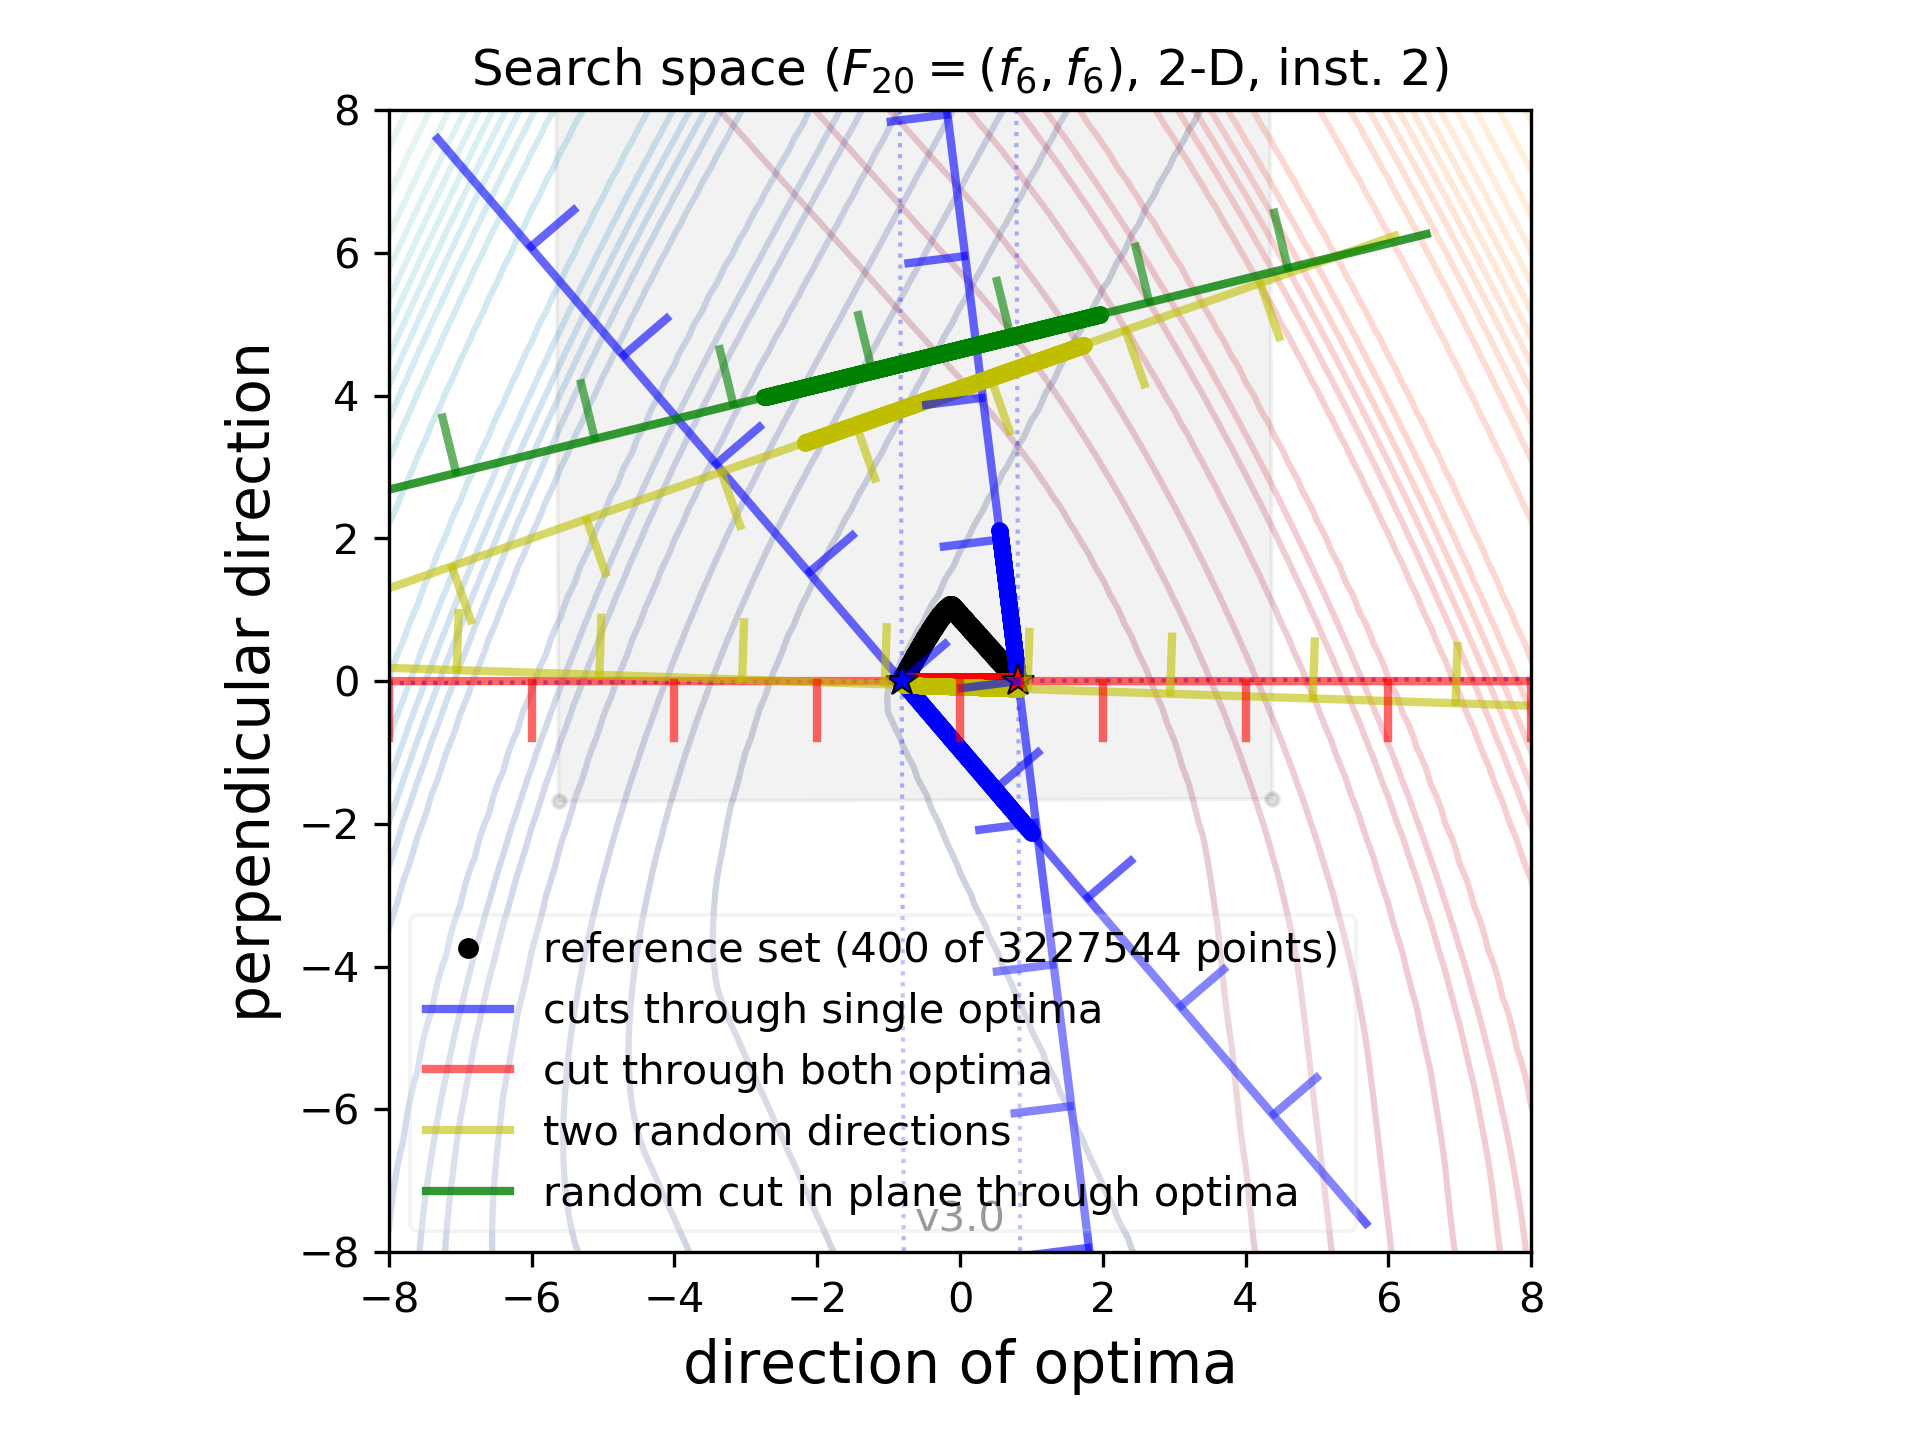 Search space (F₂₀ = (f₆, f₆), 2-D, inst. 2)
8
6
4
2
0
−2
−4
−6
−8
perpendicular direction
reference set (400 of 3227544 points)
cuts through single optima
cut through both optima
two random directions
random cut in plane through optima
v3.0
−8 −6 −4 −2 0 2 4 6 8
direction of optima